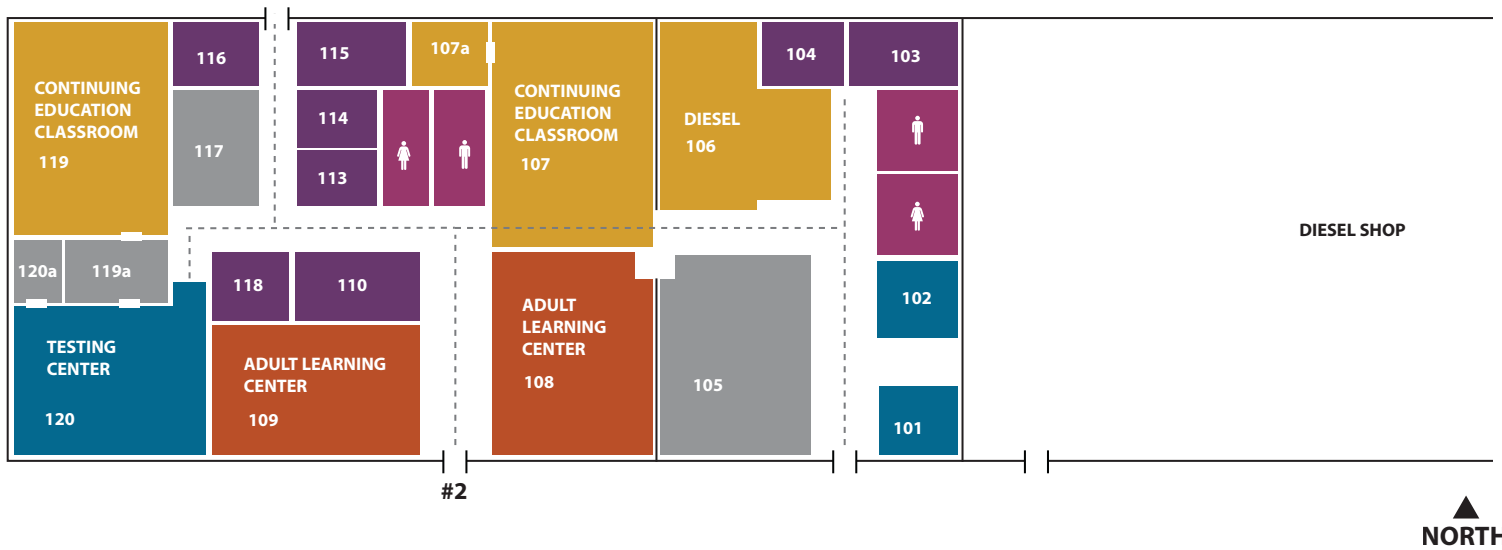 116
115
107a
104
103
CONTINUING
EDUCATION
CLASSROOM
119
117
114
113
CONTINUING
EDUCATION
CLASSROOM
107
DIESEL
106
DIESEL SHOP
120a
119a
118
110
102
TESTING
CENTER
120
ADULT LEARNING
CENTER
109
ADULT
LEARNING
CENTER
108
105
101
#2
NORTH